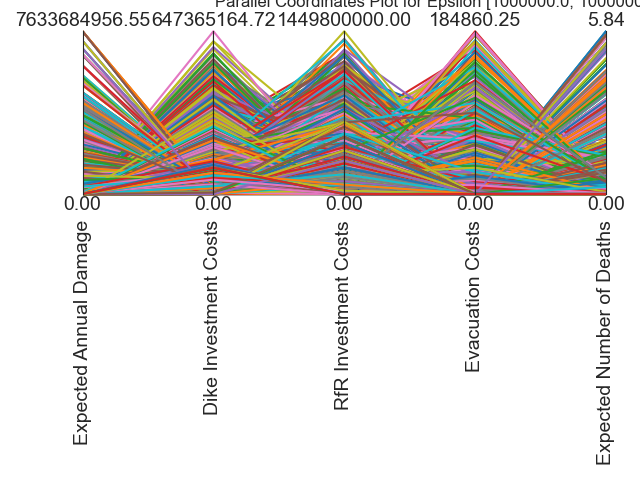 Parallel Coordinates Plot for Epsilon [1000000.0, 1000000
7633684956.55 647365164.72 1449800000.00 184860.25 5.84
0.00 0.00 0.00 0.00 0.00
Expected Annual Damage
Dike Investment Costs
RfR Investment Costs
Evacuation Costs
Expected Number of Deaths